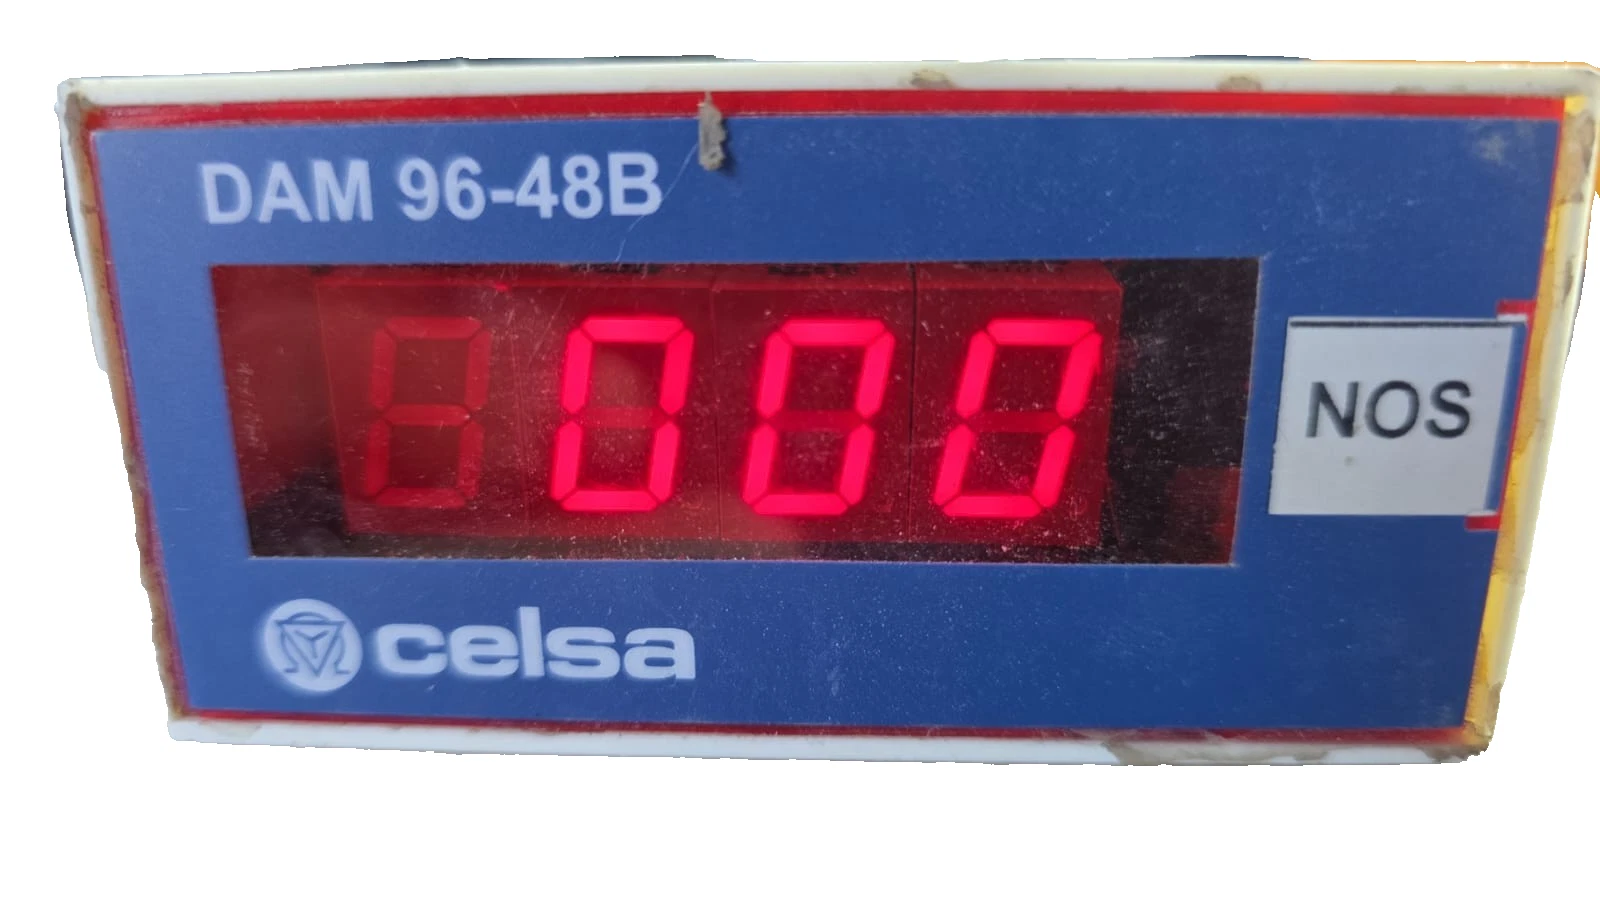 DAM 96-48B
000
NOS
celsa